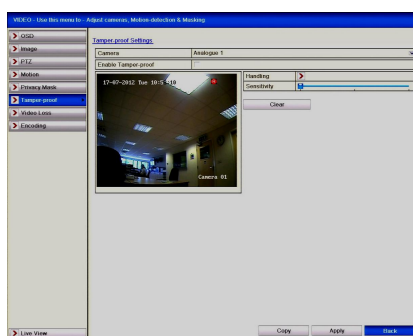 VIDEO - Use this menu to - Adjust cameras, Motion-detection & Masking
OSD
Image
PTZ
Motion
Privacy Mask
Tamper-proof
Video Loss
Encoding
Live View
Tamper-proof Settings
Camera Analogue 1
Enable Tamper-proof
17-07-2012 Tue 10:5 :10
Camera 01
Handling
Sensitivity
Clear
Copy Apply Back